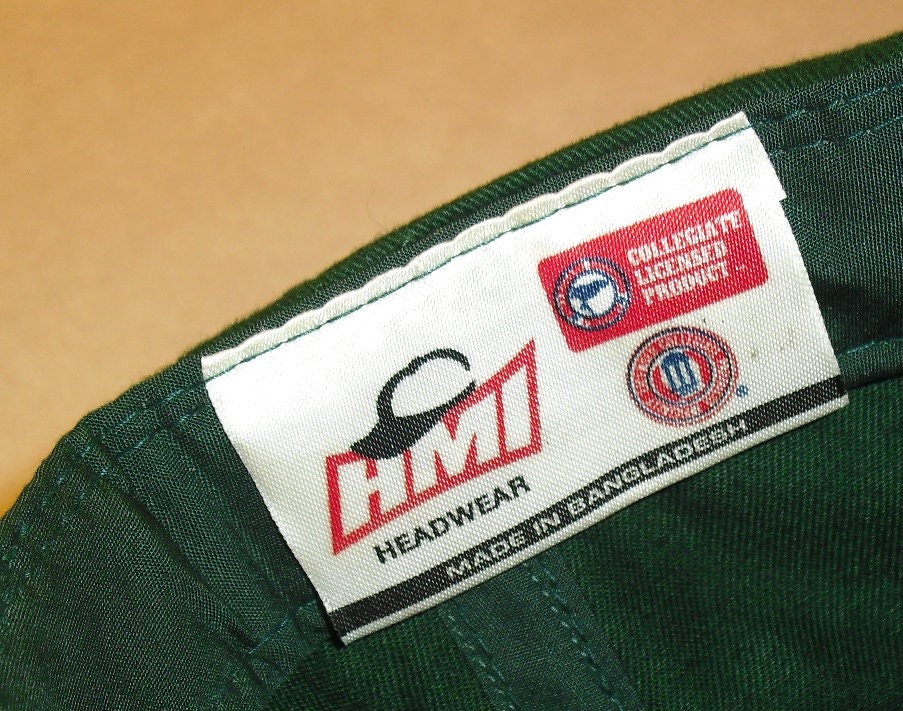 COLLEGIATE
LICENSED
PRODUCT
HMI
HEADWEAR
MADE IN BANGLADESH